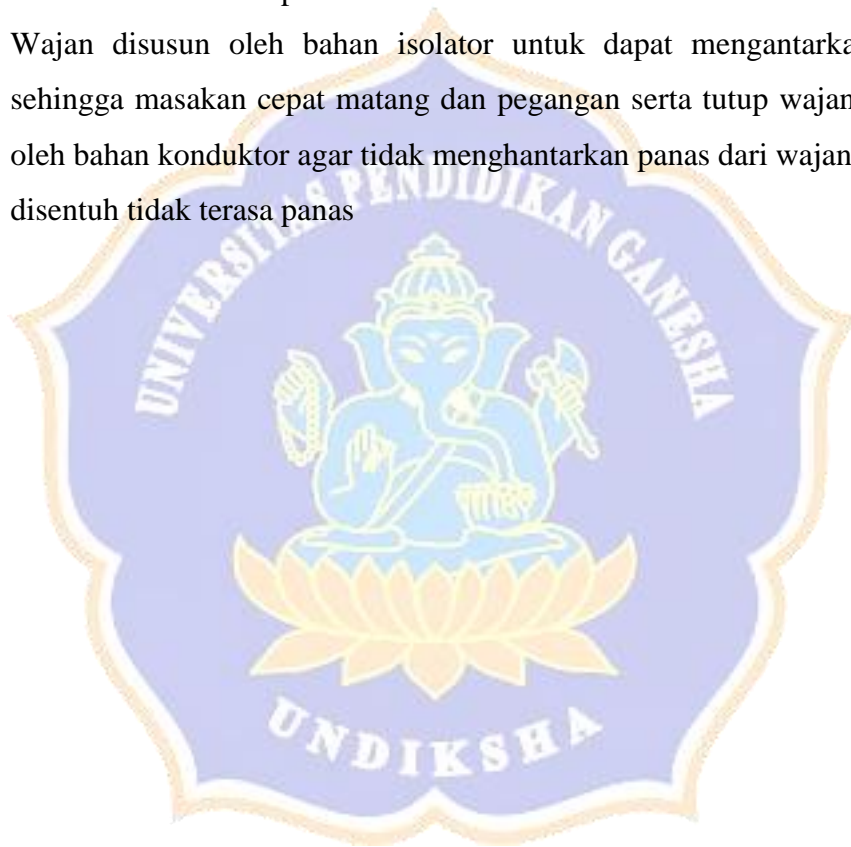 Wajan disusun oleh bahan isolator untuk dapat mengantarka
sehingga masakan cepat matang dan pegangan serta tutup wajan
oleh bahan konduktor agar tidak menghantarkan panas dari wajan
disentuh tidak terasa panas
UNIVERSITAS PENDIDIKAN GANESHA
UNDIKSHA